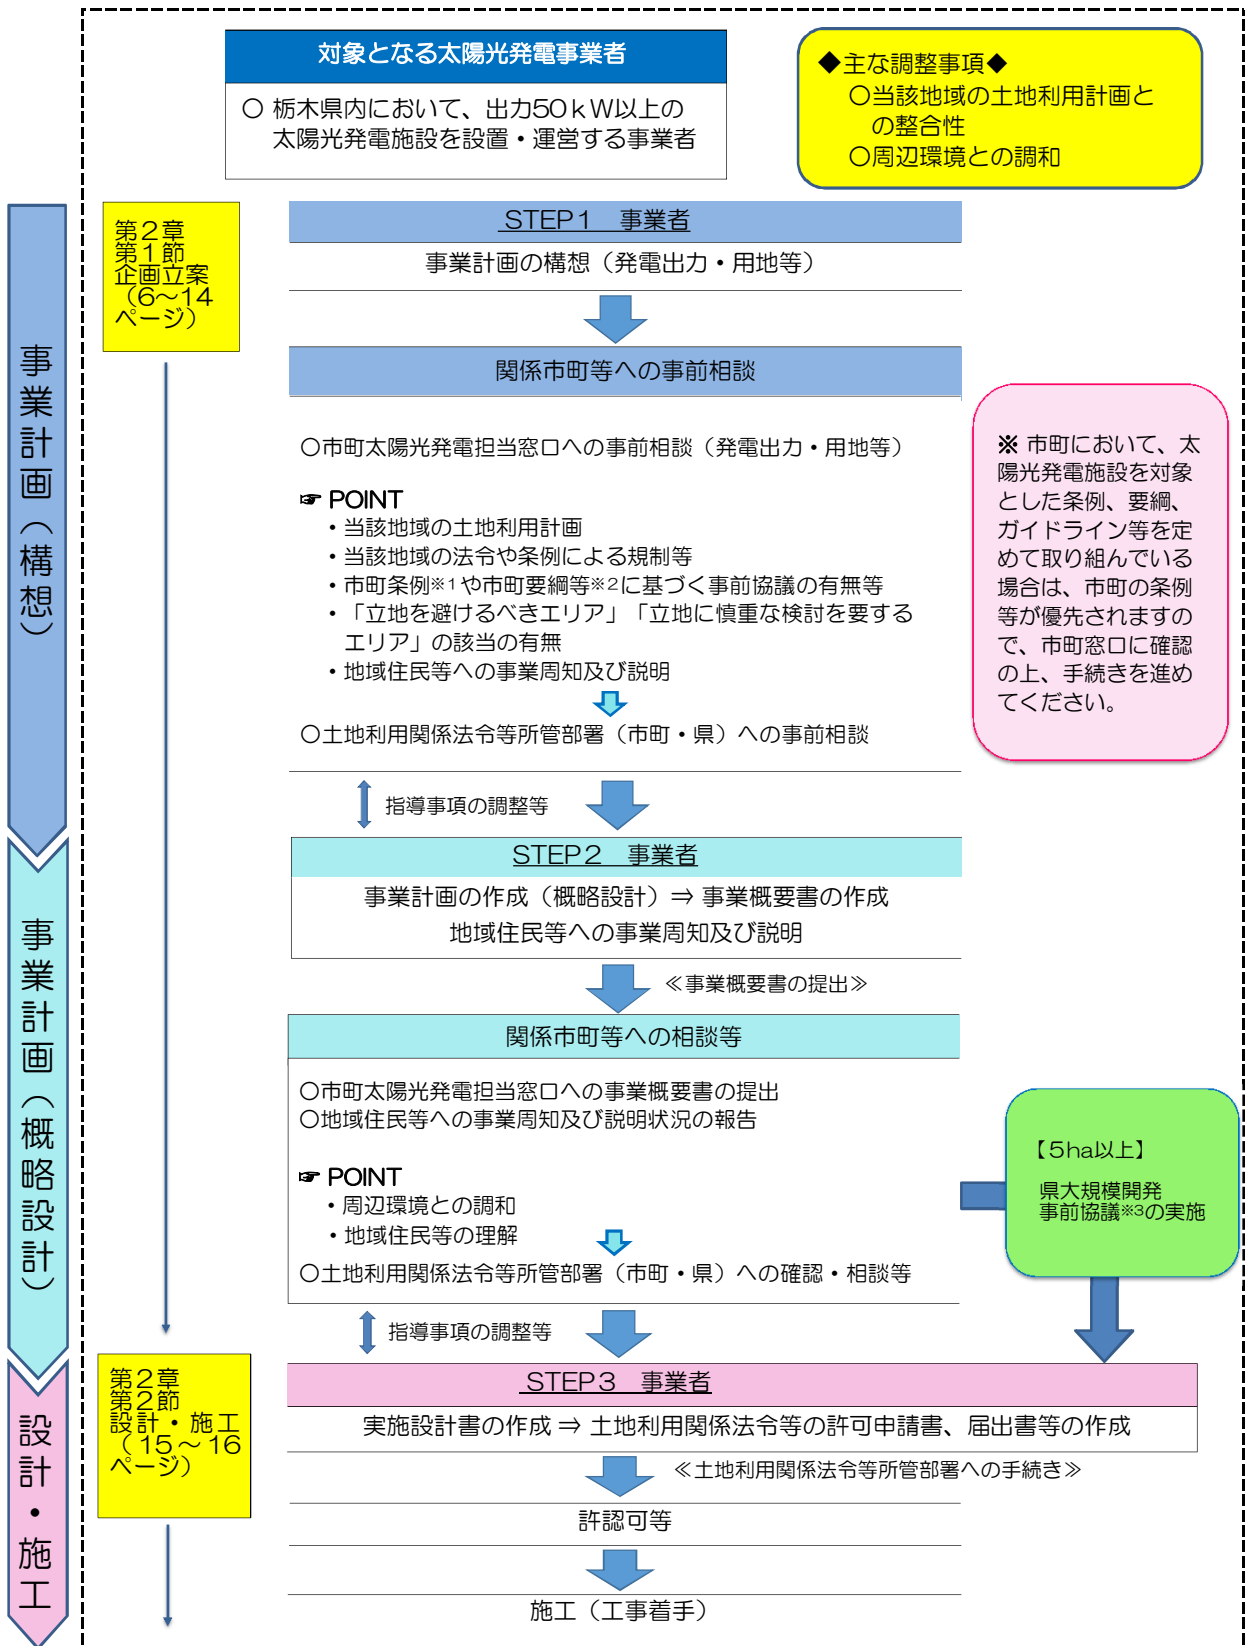 対象となる太陽光発電事業者
○ 栃木県内において、出力50kW以上の
太陽光発電施設を設置・運営する事業者
◆主な調整事項◆
○当該地域の土地利用計画と
の整合性
○周辺環境との調和
事業計画（構想）
第2章
第1節
企画立案
（6～14
ページ）
STEP1　事業者
事業計画の構想（発電出力・用地等）
関係市町等への事前相談
○市町太陽光発電担当窓口への事前相談（発電出力・用地等）
☞ POINT
・当該地域の土地利用計画
・当該地域の法令や条例による規制等
・市町条例※1や市町要綱等※2に基づく事前協議の有無等
・「立地を避けるべきエリア」「立地に慎重な検討を要する
エリア」の該当の有無
・地域住民等への事業周知及び説明
○土地利用関係法令等所管部署（市町・県）への事前相談
※ 市町において、太
陽光発電施設を対象
とした条例、要綱、
ガイドライン等を定
めて取り組んでいる
場合は、市町の条例
等が優先されますの
で、市町窓口に確認
の上、手続きを進め
てください。
指導事項の調整等
事業計画（概略設計）
STEP2　事業者
事業計画の作成（概略設計）⇒ 事業概要書の作成
地域住民等への事業周知及び説明
≪事業概要書の提出≫
関係市町等への相談等
○市町太陽光発電担当窓口への事業概要書の提出
○地域住民等への事業周知及び説明状況の報告
☞ POINT
・周辺環境との調和
・地域住民等の理解
○土地利用関係法令等所管部署（市町・県）への確認・相談等
【5ha以上】
県大規模開発
事前協議※3の実施
指導事項の調整等
設計・施工
第2章
第2節
設計・施工
（15～16
ページ）
STEP3　事業者
実施設計書の作成 ⇒ 土地利用関係法令等の許可申請書、届出書等の作成
≪土地利用関係法令等所管部署への手続き≫
許認可等
施工（工事着手）